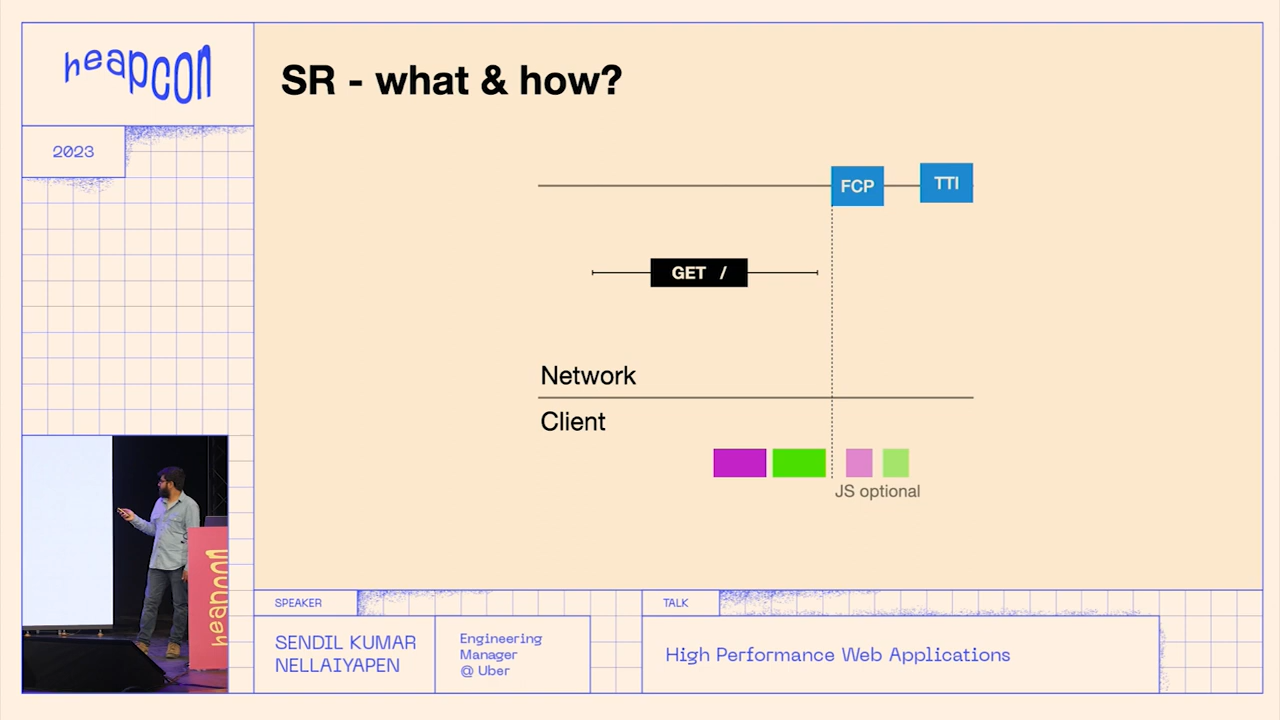 heapcon
2023
SR - what & how?
FCP
TTI
GET /
Network
Client
JS optional
heapcon
SPEAKER
SENDIL KUMAR
NELLAIYAPEN
Engineering
Manager
@ Uber
TALK
High Performance Web Applications